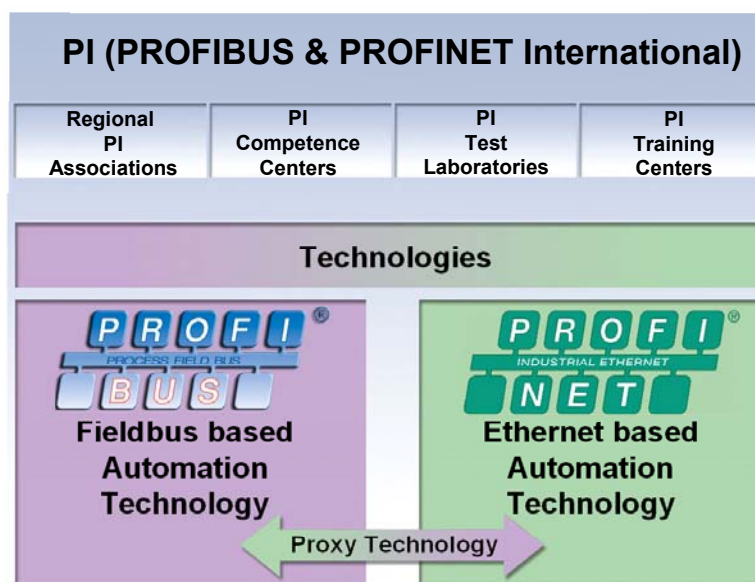 PI (PROFIBUS & PROFINET International)
Regional
PI
Associations
PI
Competence
Centers
PI
Test
Laboratories
PI
Training
Centers
Technologies
PROFI®
PROCESS FIELD BUS
BUS
Fieldbus based
Automation
Technology
PROFI®
INDUSTRIAL ETHERNET
NET
Ethernet based
Automation
Technology
Proxy Technology